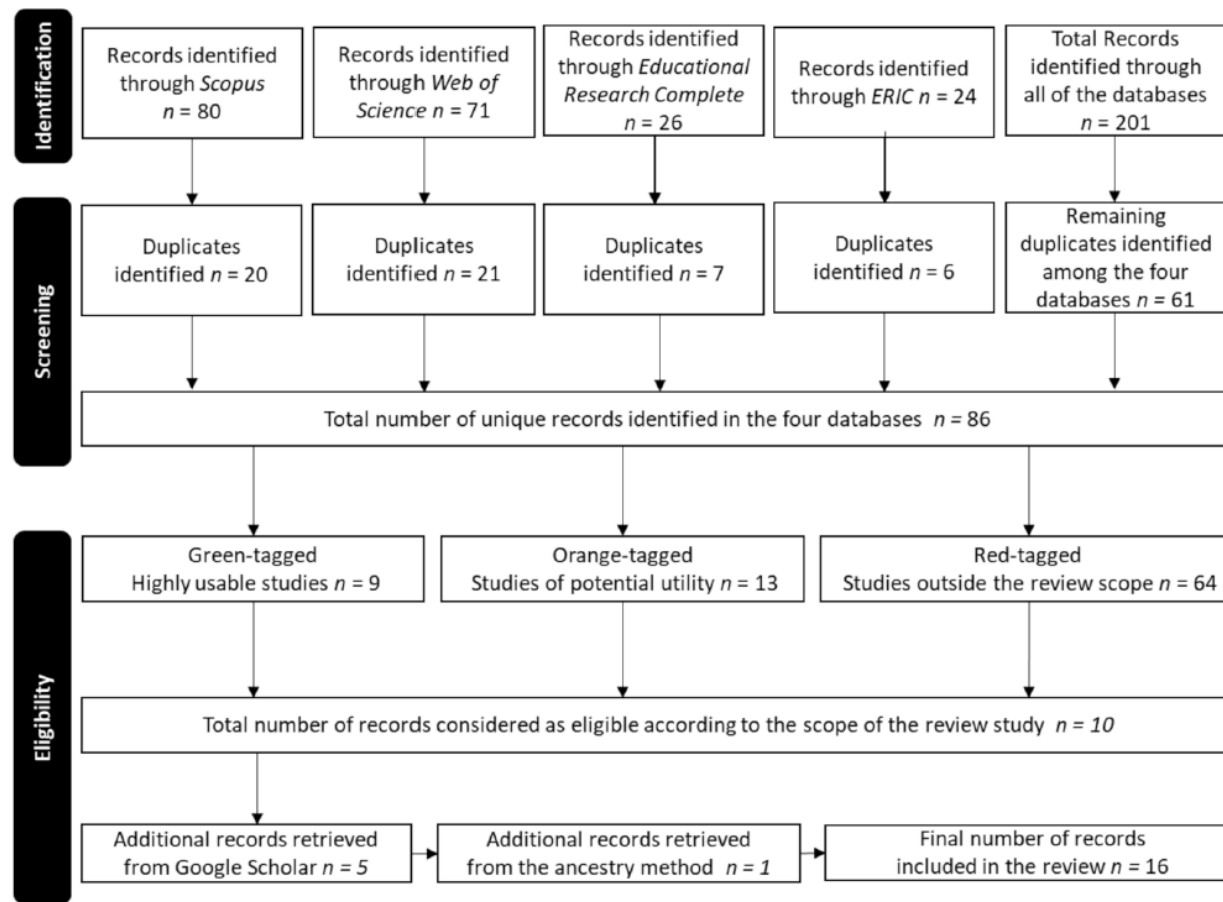 Identification
Records identified
through Scopus
n = 80
Records identified
through Web of
Science n = 71
Records identified
through Educational
Research Complete
n = 26
Records identified
through ERIC n = 24
Total Records
identified through
all of the databases
n = 201
Screening
Duplicates
identified n = 20
Duplicates
identified n = 21
Duplicates
identified n = 7
Duplicates
identified n = 6
Remaining
duplicates identified
among the four
databases n = 61
Total number of unique records identified in the four databases n = 86
Eligibility
Green-tagged
Highly usable studies n = 9
Orange-tagged
Studies of potential utility n = 13
Red-tagged
Studies outside the review scope n = 64
Total number of records considered as eligible according to the scope of the review study n = 10
Additional records retrieved
from Google Scholar n = 5
Additional records retrieved
from the ancestry method n = 1
Final number of records
included in the review n = 16